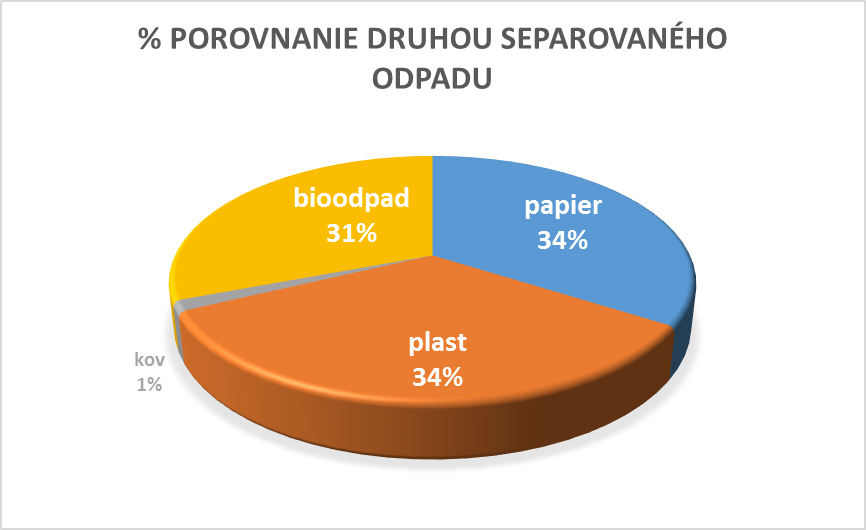 % POROVNANIE DRUHOU SEPAROVANÉHO
ODPADU
bioodpad
31%
papier
34%
plast
34%
kov
1%